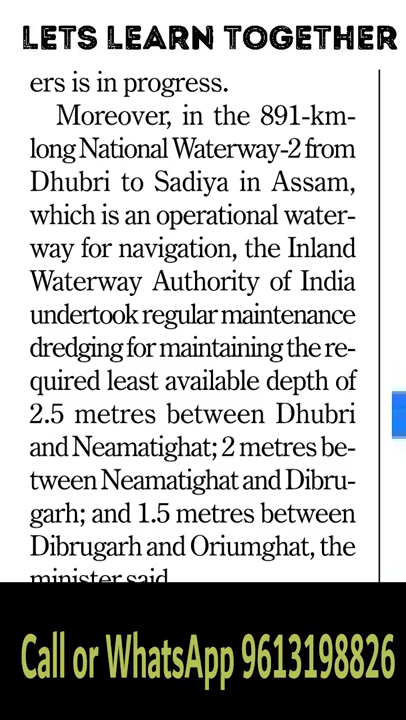 LETS LEARN TOGETHER
ers is in progress.
Moreover, in the 891-km-
long National Waterway-2 from
Dhubri to Sadiya in Assam,
which is an operational water-
way for navigation, the Inland
Waterway Authority of India
undertook regular maintenance
dredging for maintaining the re-
quired least available depth of
2.5 metres between Dhubri
and Neamatighat; 2 metres be-
tween Neamatighat and Dibru-
garh; and 1.5 metres between
Dibrugarh and Oriumghat, the
minister said
Call or WhatsApp 9613198826